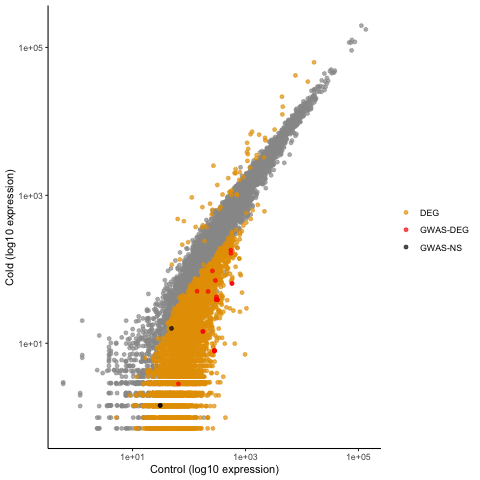 1e+05
1e+03
1e+01
Cold (log10 expression)
1e+01 1e+03 1e+05
Control (log10 expression)
DEG
GWAS-DEG
GWAS-NS